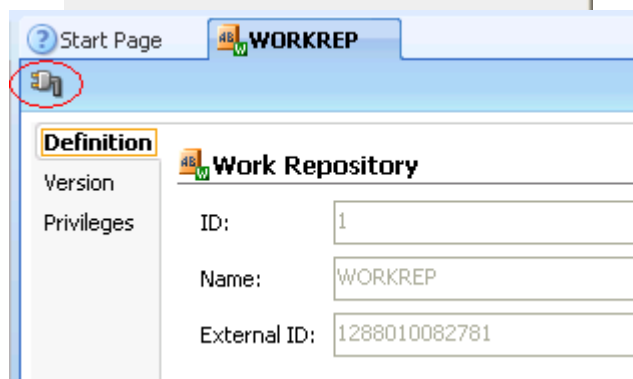 Start Page WORKREP
Definition
Work Repository
Version
Privileges
ID: 1
Name: WORKREP
External ID: 1288010082781